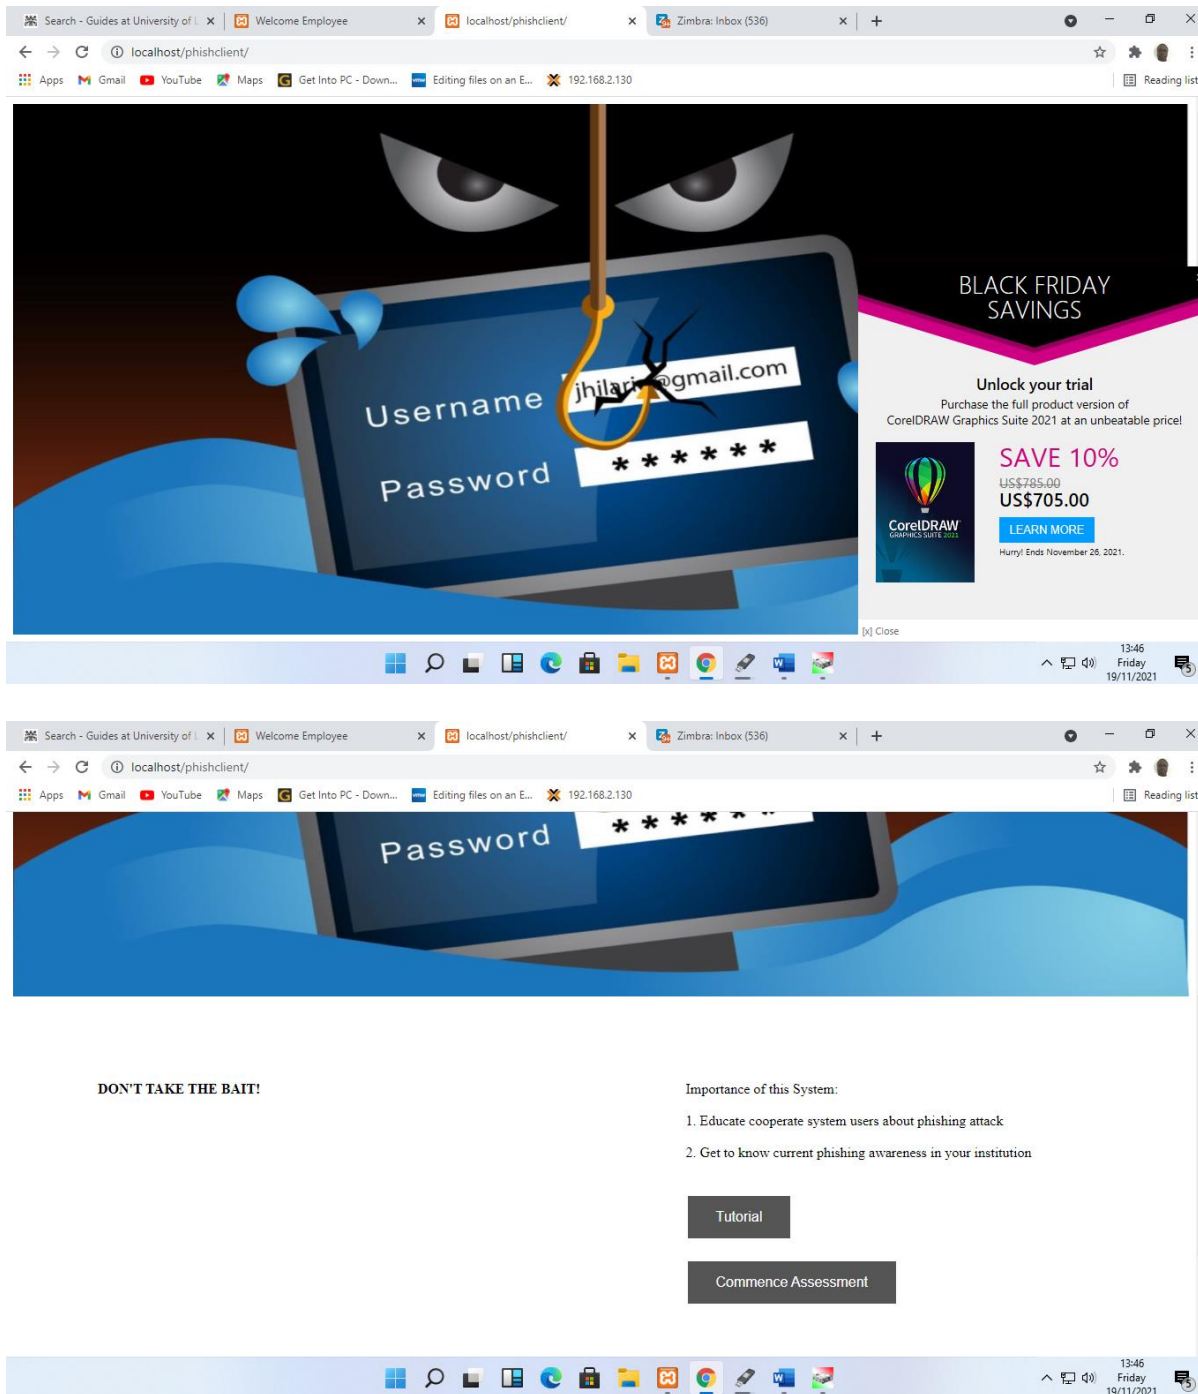 Search - Guides at University of L
Welcome Employee
localhost/phishclient/
Zimbra: Inbox (536)
localhost/phishclient/
Apps
Gmail
YouTube
Maps
Get Into PC - Down...
Editing files on an E...
192.168.2.130
Reading list
Username
@gmail.com
Password ******
BLACK FRIDAY
SAVINGS
Unlock your trial
Purchase the full product version of
CorelDRAW Graphics Suite 2021 at an unbeatable price!
CorelDRAW
GRAPHICS SUITE 2021
SAVE 10%
US$785.00
US$705.00
LEARN MORE
Hurry! Ends November 26, 2021.
[x] Close
13:46
Friday
19/11/2021
5
Search - Guides at University of L
Welcome Employee
localhost/phishclient/
Zimbra: Inbox (536)
localhost/phishclient/
Apps
Gmail
YouTube
Maps
Get Into PC - Down...
Editing files on an E...
192.168.2.130
Reading list
Password ******
DON'T TAKE THE BAIT!
Importance of this System:
1. Educate cooperate system users about phishing attack
2. Get to know current phishing awareness in your institution
Tutorial
Commence Assessment
13:46
Friday
19/11/2021
5